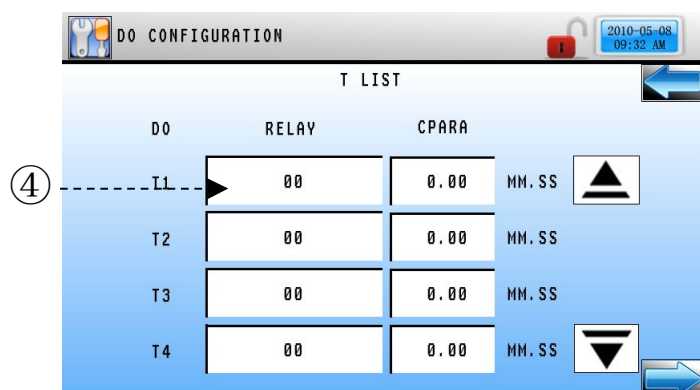 DO CONFIGURATION
2010-05-08
09:32 AM
T LIST
DO RELAY CPARA
④ T1 00 0.00 MM.SS
T2 00 0.00 MM.SS
T3 00 0.00 MM.SS
T4 00 0.00 MM.SS